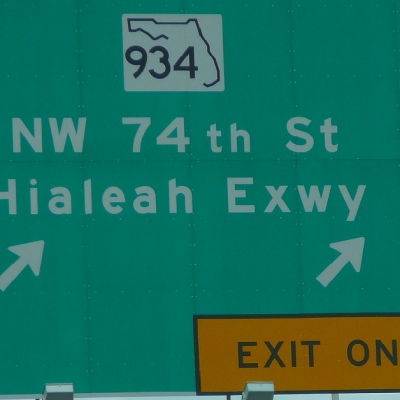 934
NW 74th St
Hialeah Exwy
EXIT ON